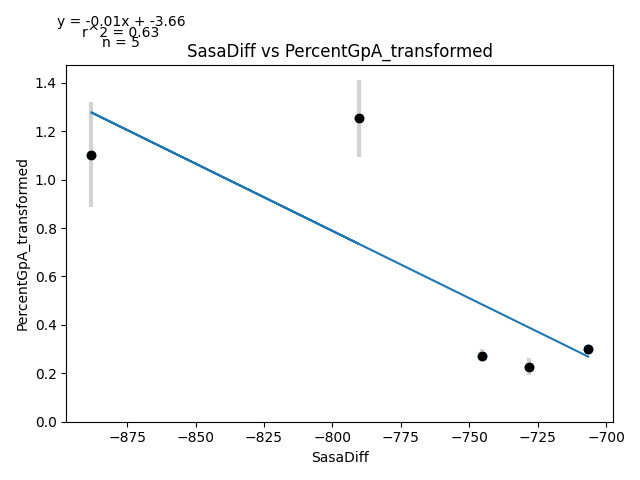 y = -0.01x + -3.66
r^2 = 0.63
n = 5
SasaDiff vs PercentGpA_transformed
PercentGpA_transformed
1.4
1.2
1.0
0.8
0.6
0.4
0.2
0.0
−875 −850 −825 −800 −775 −750 −725 −700
SasaDiff